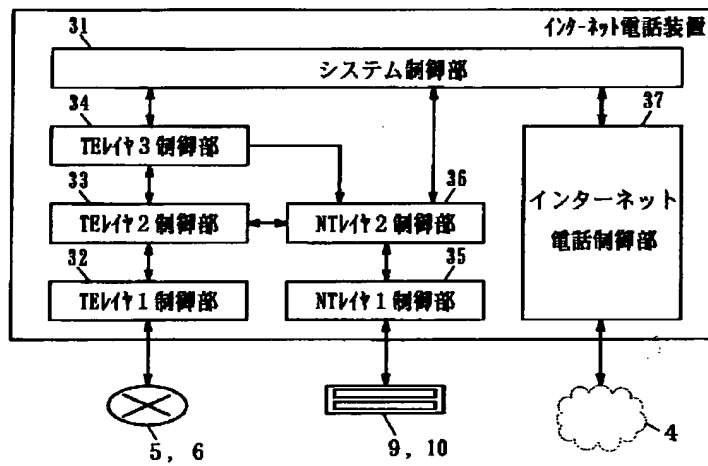 インターネット電話装置
31
システム制御部
34
37
TEレイヤ3制御部
33
36
インターネット
電話制御部
TEレイヤ2制御部
NTレイヤ2制御部
32
35
TEレイヤ1制御部
NTレイヤ1制御部
5, 6
9, 10
4